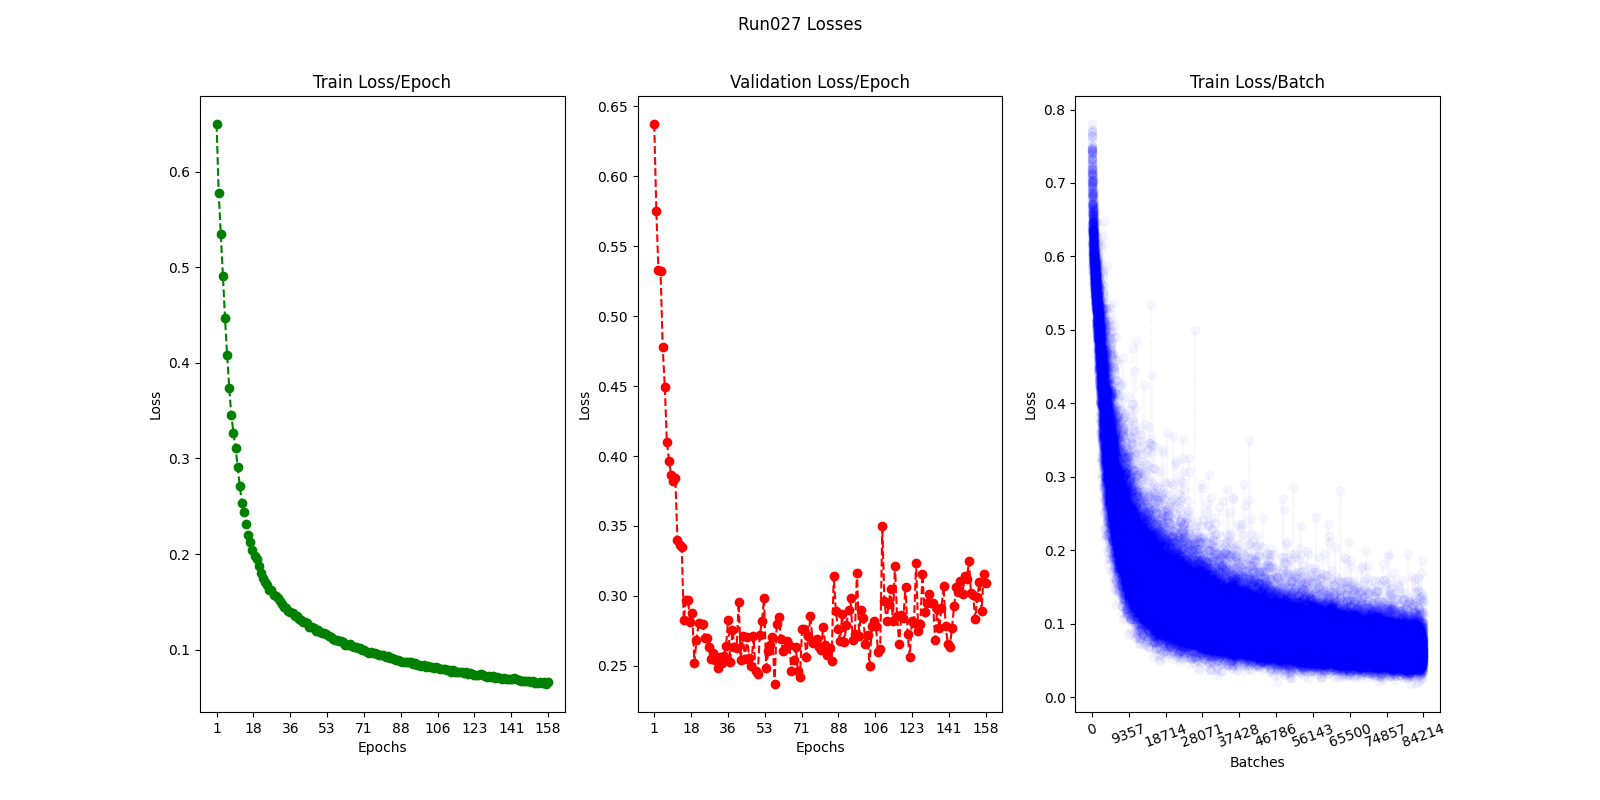 Run027 Losses
Train Loss/Epoch
0.6
0.5
0.4
0.3
0.2
0.1
Loss
1 18 36 53 71 88 106 123 141 158
Epochs
Validation Loss/Epoch
0.65
0.60
0.55
0.50
0.45
0.40
0.35
0.30
0.25
Loss
1 18 36 53 71 88 106 123 141 158
Epochs
Train Loss/Batch
0.8
0.7
0.6
0.5
0.4
0.3
0.2
0.1
0.0
Loss
0 9357 18714 28071 37428 46786 56143 65500 74857 84214
Batches